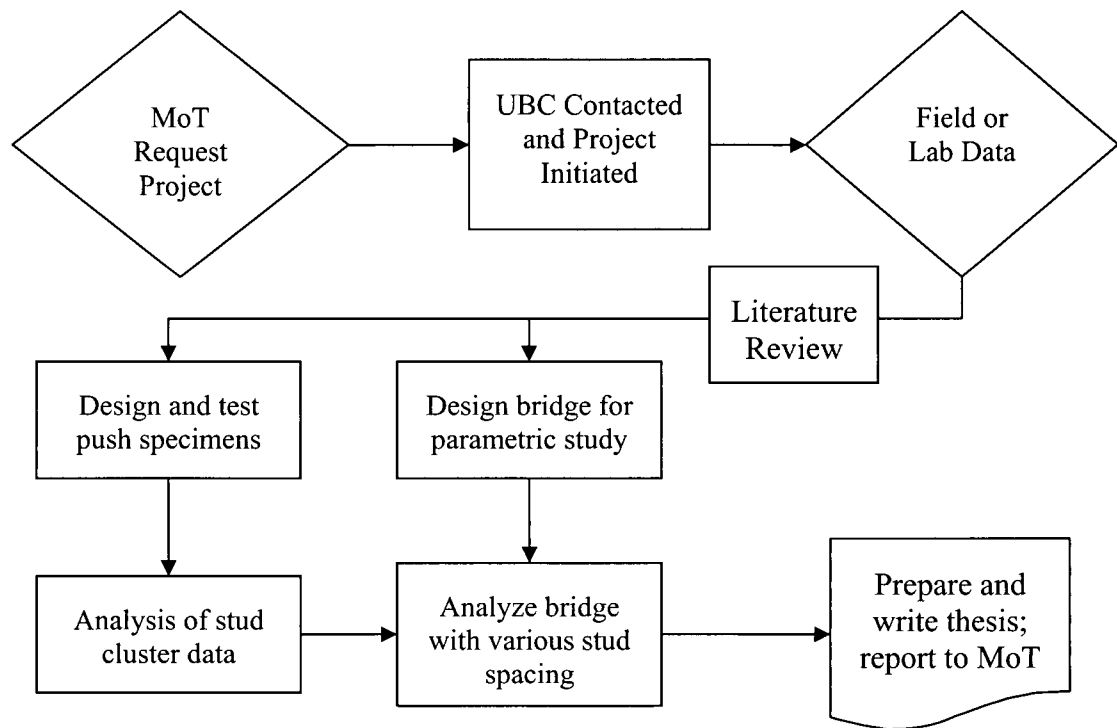 MoT
Request
Project
UBC Contacted
and Project
Initiated
Field or
Lab Data
Literature
Review
Design and test
push specimens
Design bridge for
parametric study
Analysis of stud
cluster data
Analyze bridge
with various stud
spacing
Prepare and
write thesis;
report to MoT